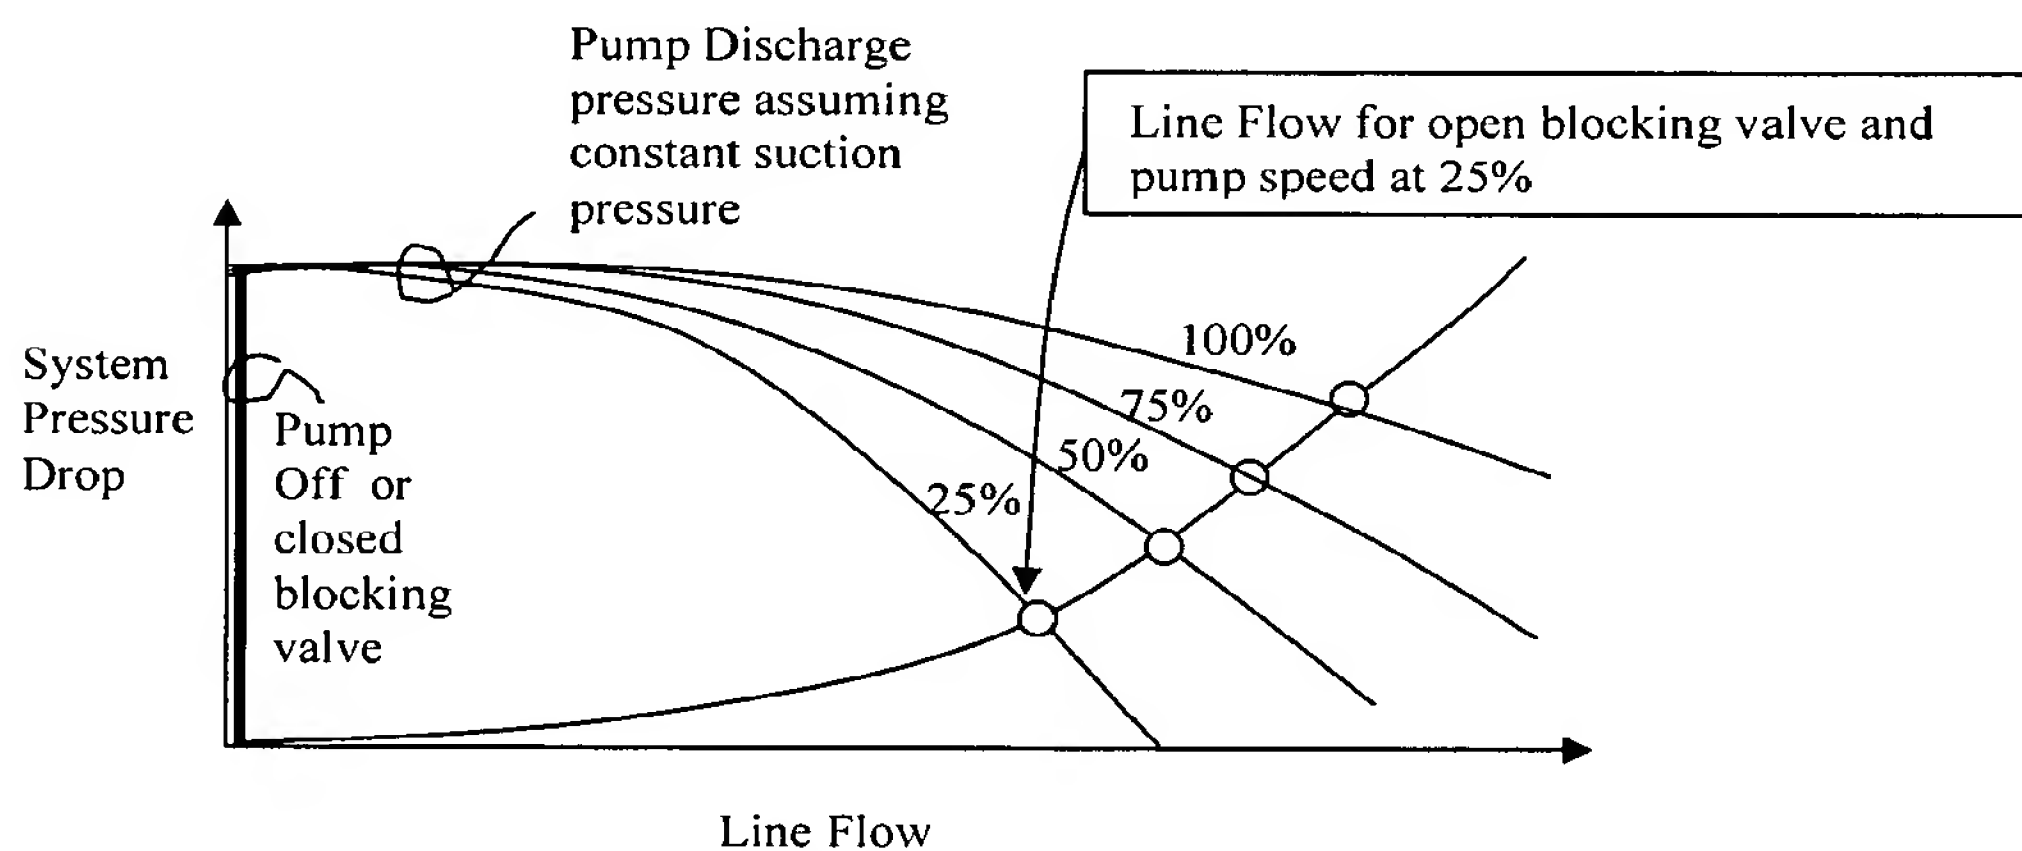 Pump Discharge
pressure assuming
constant suction
pressure
Line Flow for open blocking valve and
pump speed at 25%
100%
75%
50%
25%
System
Pressure
Drop
Pump
Off or
closed
blocking
valve
Line Flow